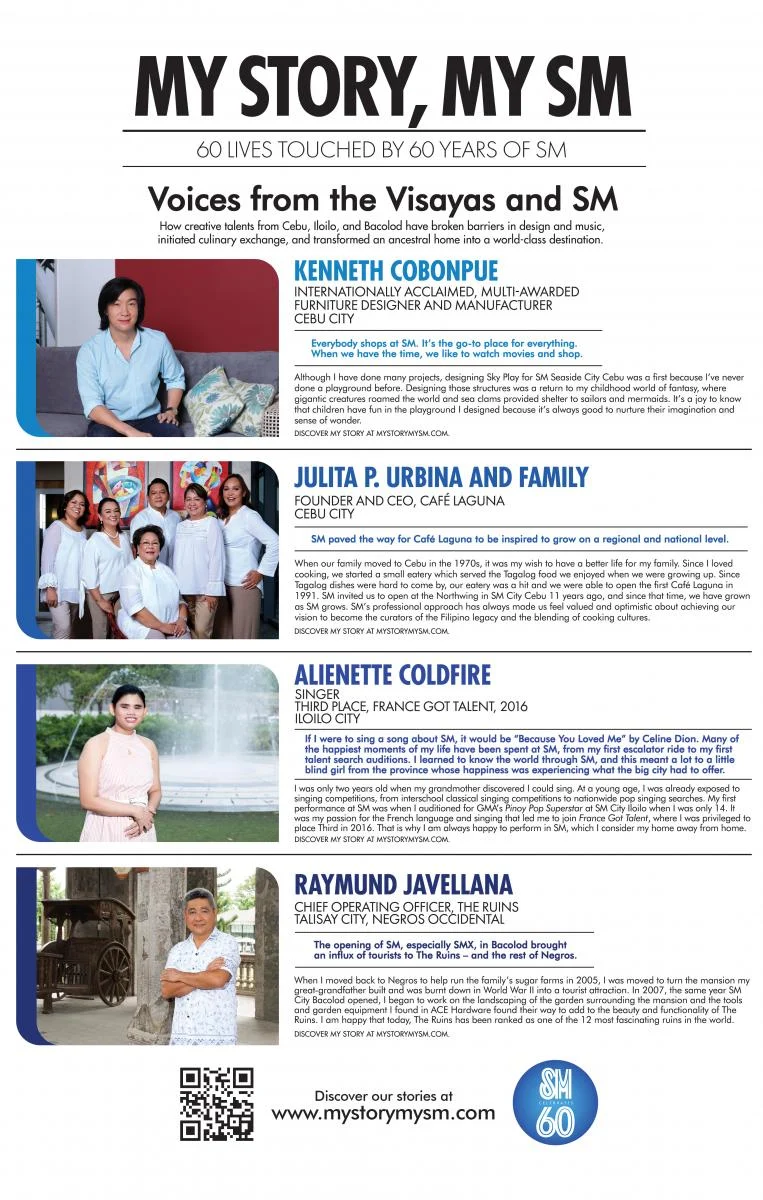 MY STORY, MY SM
60 LIVES TOUCHED BY 60 YEARS OF SM
Voices from the Visayas and SM
How creative talents from Cebu, Iloilo, and Bacolod have broken barriers in design and music,
initiated culinary exchange, and transformed an ancestral home into a world-class destination.
KENNETH COBONPUE
INTERNATIONALLY ACCLAIMED, MULTI-AWARDED
FURNITURE DESIGNER AND MANUFACTURER
CEBU CITY
Everybody shops at SM. It's the go-to place for everything.
When we have the time, we like to watch movies and shop.
Although I have done many projects, designing Sky Play for SM Seaside City Cebu was a first because I've never
done a playground before. Designing those structures was a return to my childhood world of fantasy, where
gigantic creatures roamed the world and sea clams provided shelter to sailors and mermaids. It's a joy to know
that children have fun in the playground I designed because it's always good to nurture their imagination and
sense of wonder.
DISCOVER MY STORY AT MYSTORYMYSM.COM.
JULITA P. URBINA AND FAMILY
FOUNDER AND CEO, CAFÉ LAGUNA
CEBU CITY
SM paved the way for Café Laguna to be inspired to grow on a regional and national level.
When our family moved to Cebu in the 1970s, it was my wish to have a better life for my family. Since I loved
cooking, we started a small eatery which served the Tagalog food we enjoyed when we were growing up. Since
Tagalog dishes were hard to come by, our eatery was a hit and we were able to open the first Café Laguna in
1991. SM invited us to open at the Northwing in SM City Cebu 11 years ago, and since that time, we have grown
as SM grows. SM's professional approach has always made us feel valued and optimistic about achieving our
vision to become the curators of the Filipino legacy and the blending of cooking cultures.
DISCOVER MY STORY AT MYSTORYMYSM.COM.
ALIENETTE COLDFIRE
SINGER
THIRD PLACE, FRANCE GOT TALENT, 2016
ILOILO CITY
If I were to sing a song about SM, it would be "Because You Loved Me" by Celine Dion. Many of
the happiest moments of my life have been spent at SM, from my first escalator ride to my first
talent search auditions. I learned to know the world through SM, and this meant a lot to a little
blind girl from the province whose happiness was experiencing what the big city had to offer.
I was only two years old when my grandmother discovered I could sing. At a young age, I was already exposed to
singing competitions, from interschool classical singing competitions to nationwide pop singing searches. My first
performance at SM was when I auditioned for GMA's Pinoy Pop Superstar at SM City Iloilo when I was only 14. It
was my passion for the French language and singing that led me to join France Got Talent, where I was privileged to
place Third in 2016. That is why I am always happy to perform in SM, which I consider my home away from home.
DISCOVER MY STORY AT MYSTORYMYSM.COM.
RAYMUND JAVELLANA
CHIEF OPERATING OFFICER, THE RUINS
TALISAY CITY, NEGROS OCCIDENTAL
The opening of SM, especially SMX, in Bacolod brought
an influx of tourists to The Ruins – and the rest of Negros.
When I moved back to Negros to help run the family's sugar farms in 2005, I was moved to turn the mansion my
great-grandfather built and was burnt down in World War II into a tourist attraction. In 2007, the same year SM
City Bacolod opened, I began to work on the landscaping of the garden surrounding the mansion and the tools
and garden equipment I found in ACE Hardware found their way to add to the beauty and functionality of The
Ruins. I am happy that today, The Ruins has been ranked as one of the 12 most fascinating ruins in the world.
DISCOVER MY STORY AT MYSTORYMYSM.COM.
Discover our stories at
www.mystorymysm.com
SM
CELEBRATES
60